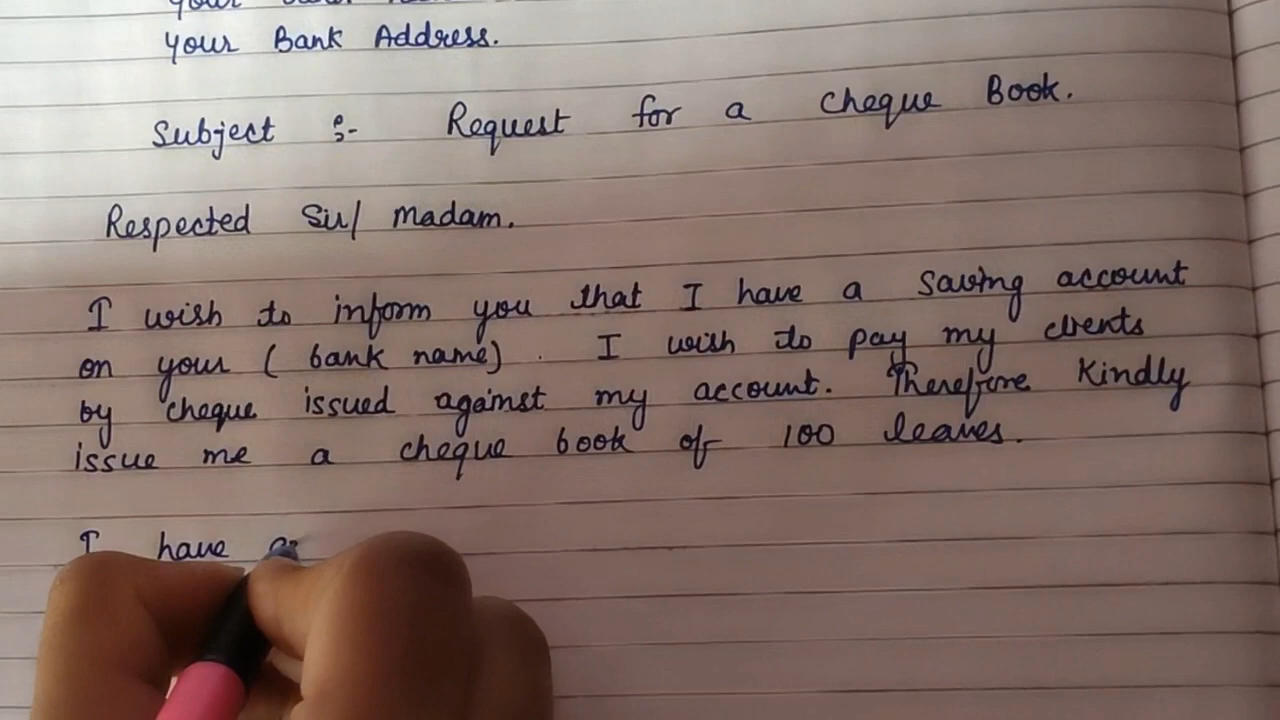 Your Bank Address.
Subject :- Request for a Cheque Book.
Respected Sir/ Madam.
I wish to inform you that I have a saving account
on your ( bank name) . I wish to pay my clients
by cheque issued against my account. Therefore Kindly
issue me a cheque book of 100 leaves.
I have